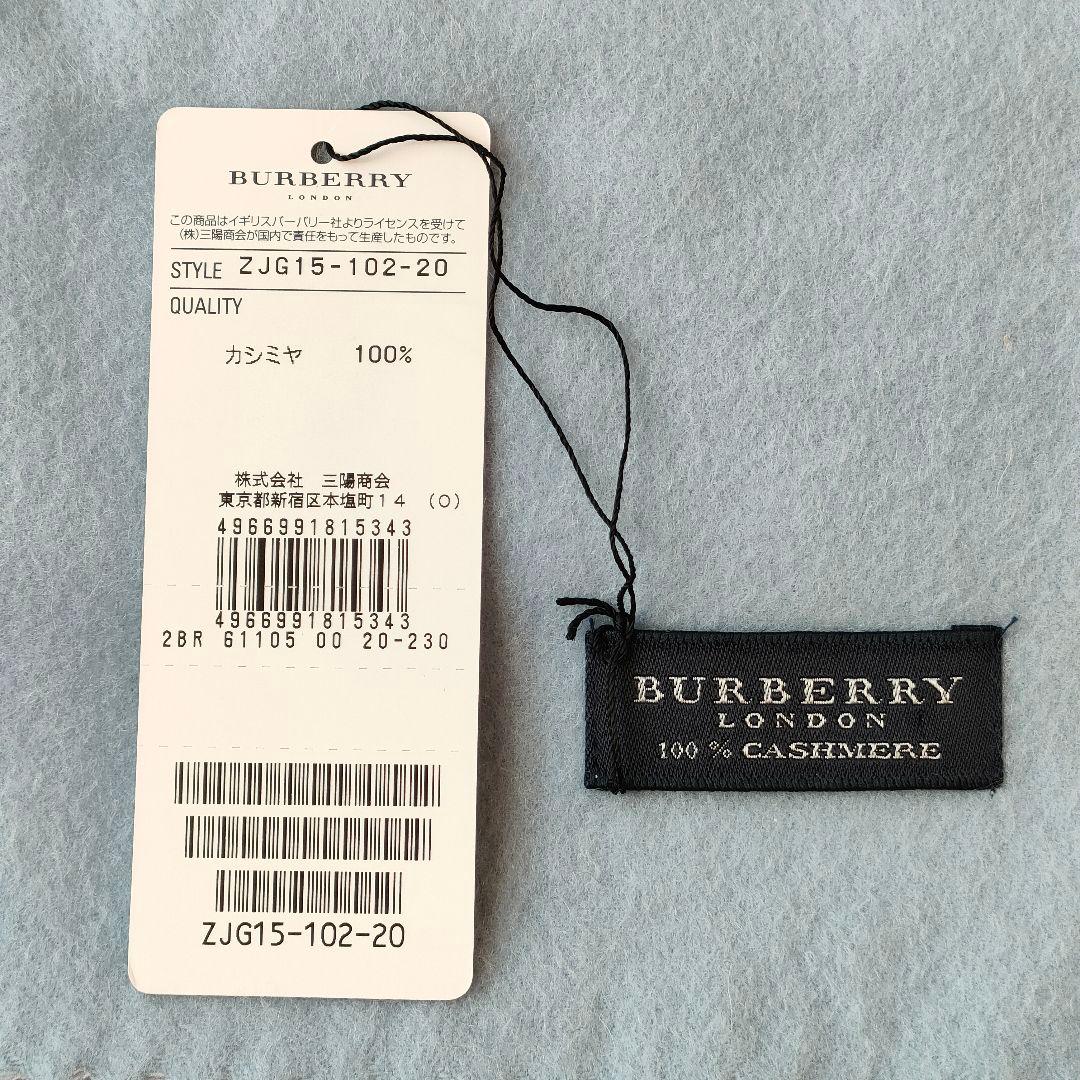 BURBERRY
LONDON
この商品はイギリスバーバリー社よりライセンスを受けて
(株)三陽商会が国内で責任をもって生産したものです。
STYLE ZJG15-102-20
QUALITY
カシミヤ 100%
株式会社 三陽商会
東京都新宿区本塩町14 (O)
4966991815343
4966991815343
2BR 61105 00 20-230
ZJG15-102-20
BURBERRY
LONDON
100 % CASHMERE